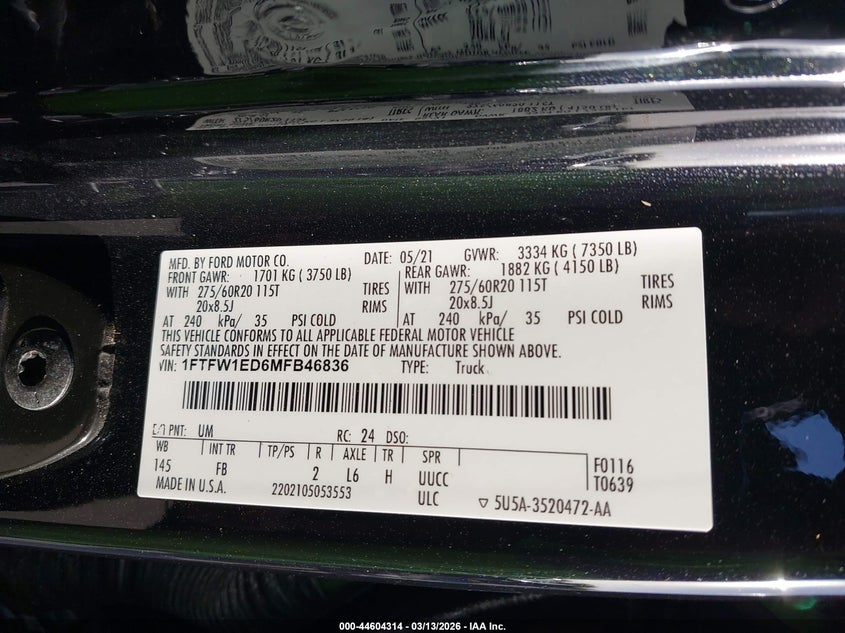 MFD. BY FORD MOTOR CO. DATE: 05/21 GVWR: 3334 KG ( 7350 LB)
FRONT GAWR: 1701 KG ( 3750 LB) REAR GAWR: 1882 KG ( 4150 LB)
WITH 275/60R20 115T TIRES WITH 275/60R20 115T TIRES
20x8.5J RIMS 20x8.5J RIMS
AT 240 kPa/ 35 PSI COLD AT 240 kPa/ 35 PSI COLD
THIS VEHICLE CONFORMS TO ALL APPLICABLE FEDERAL MOTOR VEHICLE
SAFETY STANDARDS IN EFFECT ON THE DATE OF MANUFACTURE SHOWN ABOVE.
VIN: 1FTFW1ED6MFB46836 TYPE: Truck
PNT: UM RC: 24 DSO:
WB INT TR TP/PS R AXLE TR SPR
145 FB 2 L6 H UUCC F0116
MADE IN U.S.A. 2202105053553 ULC T0639
▽ 5U5A-3520472-AA
000-44604314 - 03/13/2026 - IAA Inc.